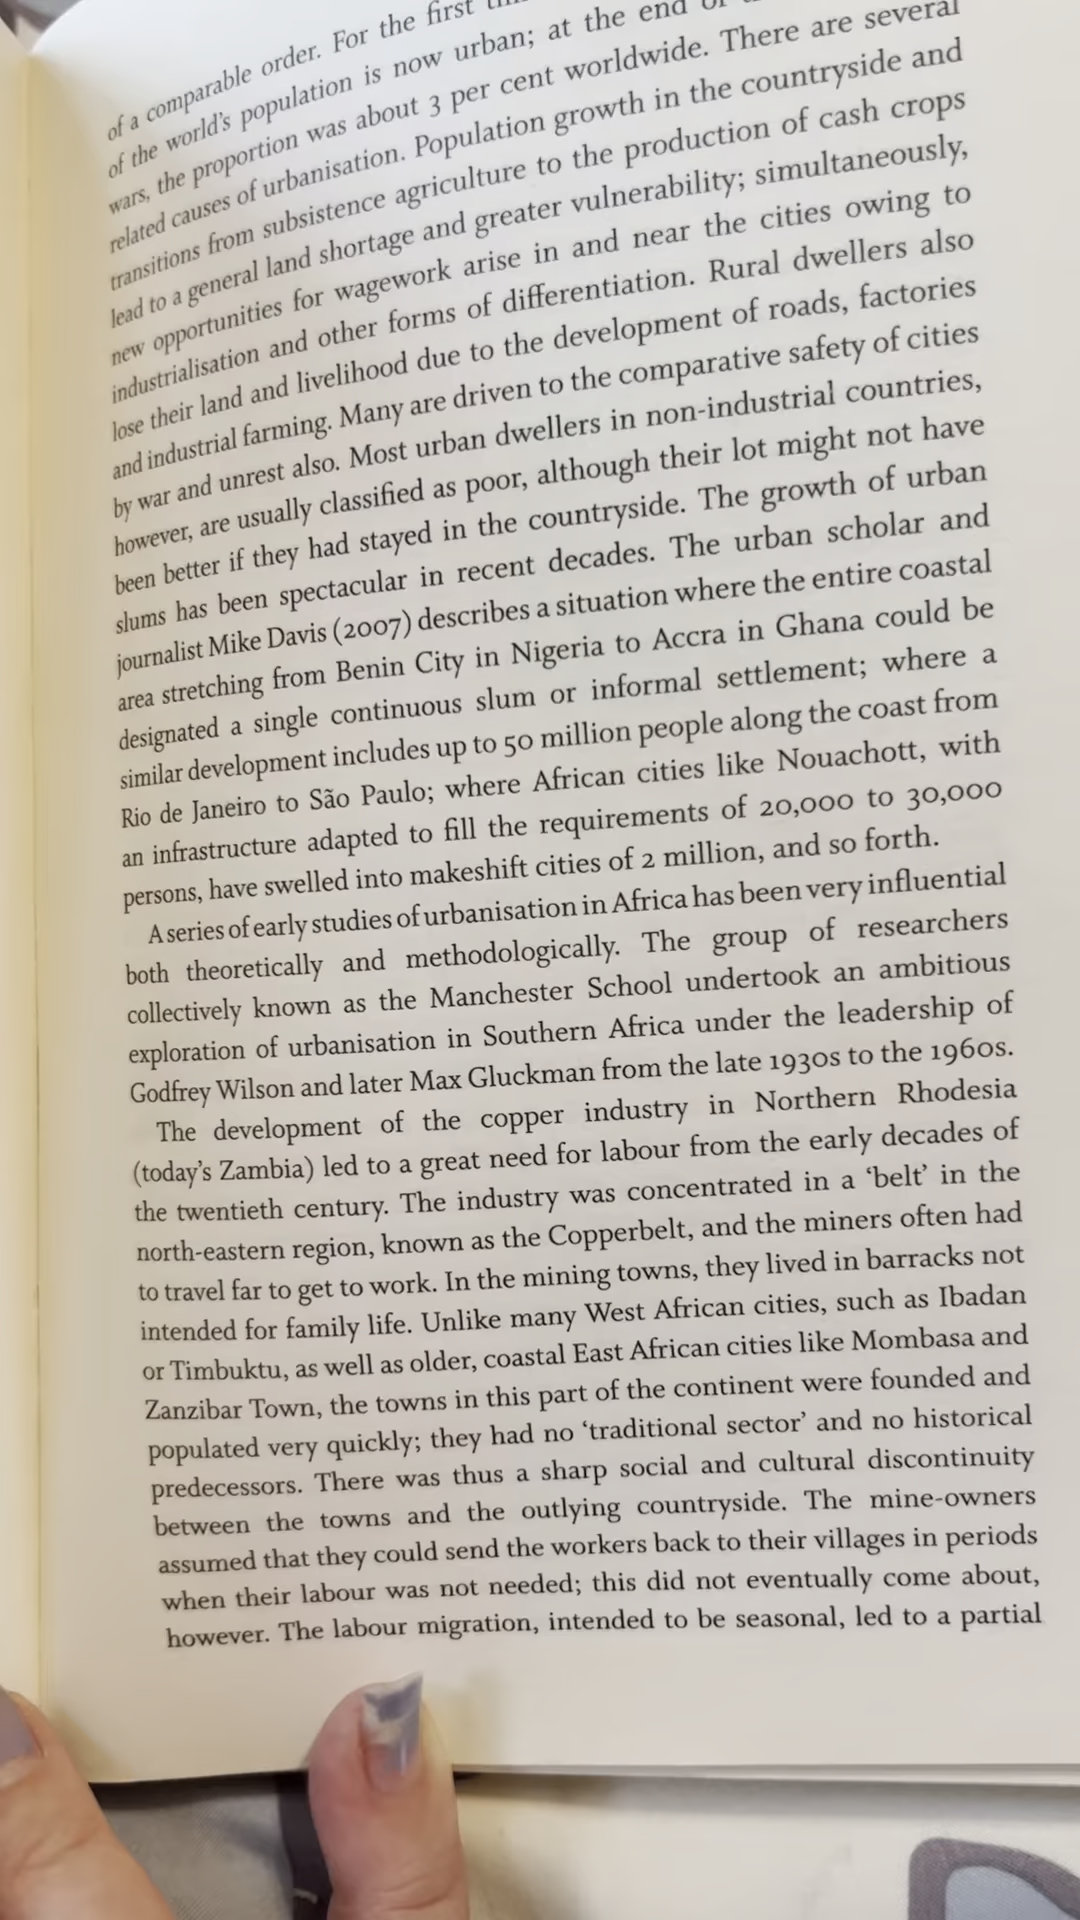 of a comparable order. For the first
of the world's population is now urban; at the end of
wars, the proportion was about 3 per cent worldwide. There are several
related causes of urbanisation. Population growth in the countryside and
transitions from subsistence agriculture to the production of cash crops
lead to a general land shortage and greater vulnerability; simultaneously,
new opportunities for wagework arise in and near the cities owing to
industrialisation and other forms of differentiation. Rural dwellers also
lose their land and livelihood due to the development of roads, factories
and industrial farming. Many are driven to the comparative safety of cities
by war and unrest also. Most urban dwellers in non-industrial countries,
however, are usually classified as poor, although their lot might not have
been better if they had stayed in the countryside. The growth of urban
slums has been spectacular in recent decades. The urban scholar and
journalist Mike Davis (2007) describes a situation where the entire coastal
area stretching from Benin City in Nigeria to Accra in Ghana could be
designated a single continuous slum or informal settlement; where a
similar development includes up to 50 million people along the coast from
Rio de Janeiro to São Paulo; where African cities like Nouachott, with
an infrastructure adapted to fill the requirements of 20,000 to 30,000
persons, have swelled into makeshift cities of 2 million, and so forth.
A series of early studies of urbanisation in Africa has been very influential
both theoretically and methodologically. The group of researchers
collectively known as the Manchester School undertook an ambitious
exploration of urbanisation in Southern Africa under the leadership of
Godfrey Wilson and later Max Gluckman from the late 1930s to the 1960s.
The development of the copper industry in Northern Rhodesia
(today's Zambia) led to a great need for labour from the early decades of
the twentieth century. The industry was concentrated in a 'belt' in the
north-eastern region, known as the Copperbelt, and the miners often had
to travel far to get to work. In the mining towns, they lived in barracks not
intended for family life. Unlike many West African cities, such as Ibadan
or Timbuktu, as well as older, coastal East African cities like Mombasa and
Zanzibar Town, the towns in this part of the continent were founded and
populated very quickly; they had no 'traditional sector' and no historical
predecessors. There was thus a sharp social and cultural discontinuity
between the towns and the outlying countryside. The mine-owners
assumed that they could send the workers back to their villages in periods
when their labour was not needed; this did not eventually come about,
however. The labour migration, intended to be seasonal, led to a partial